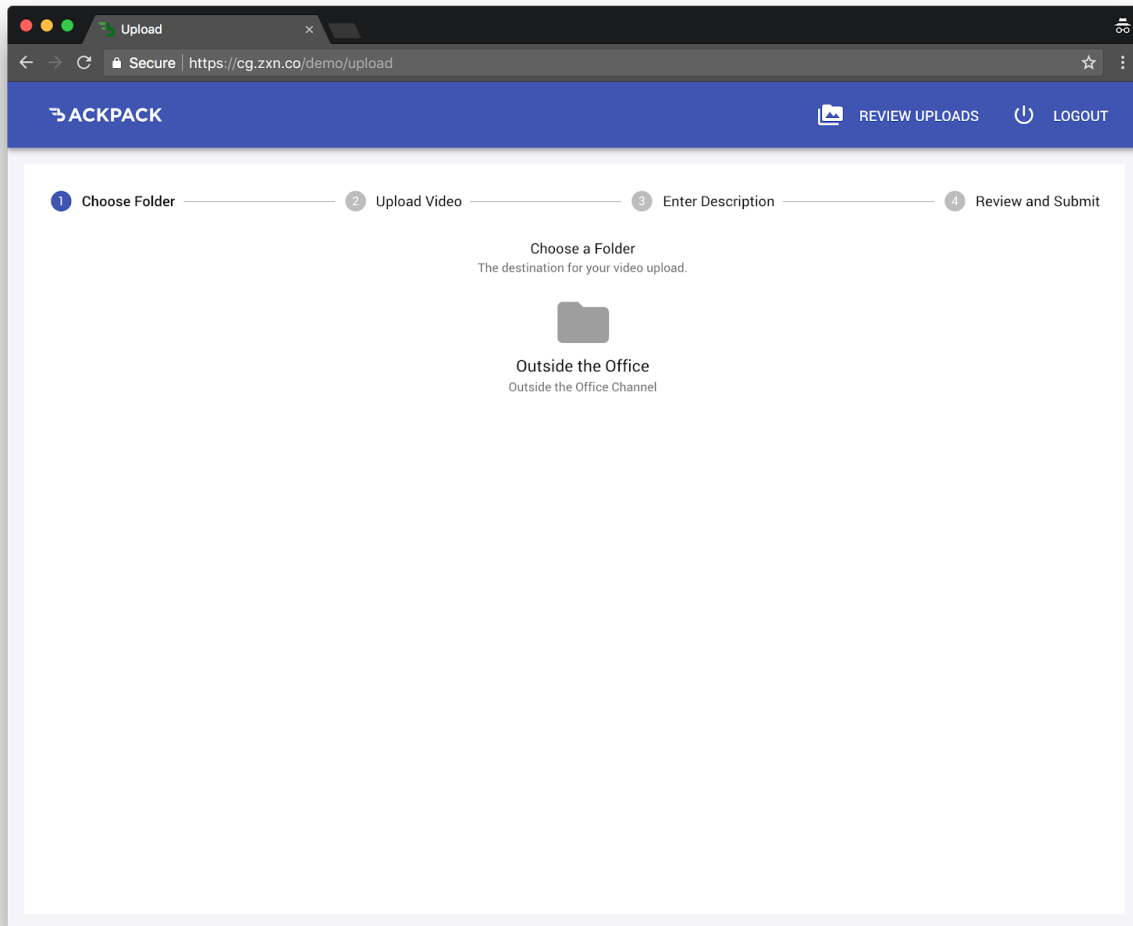 Upload
Secure https://cg.zxn.co/demo/upload
BACKPACK REVIEW UPLOADS LOGOUT
1 Choose Folder 2 Upload Video 3 Enter Description 4 Review and Submit
Choose a Folder
The destination for your video upload.
Outside the Office
Outside the Office Channel